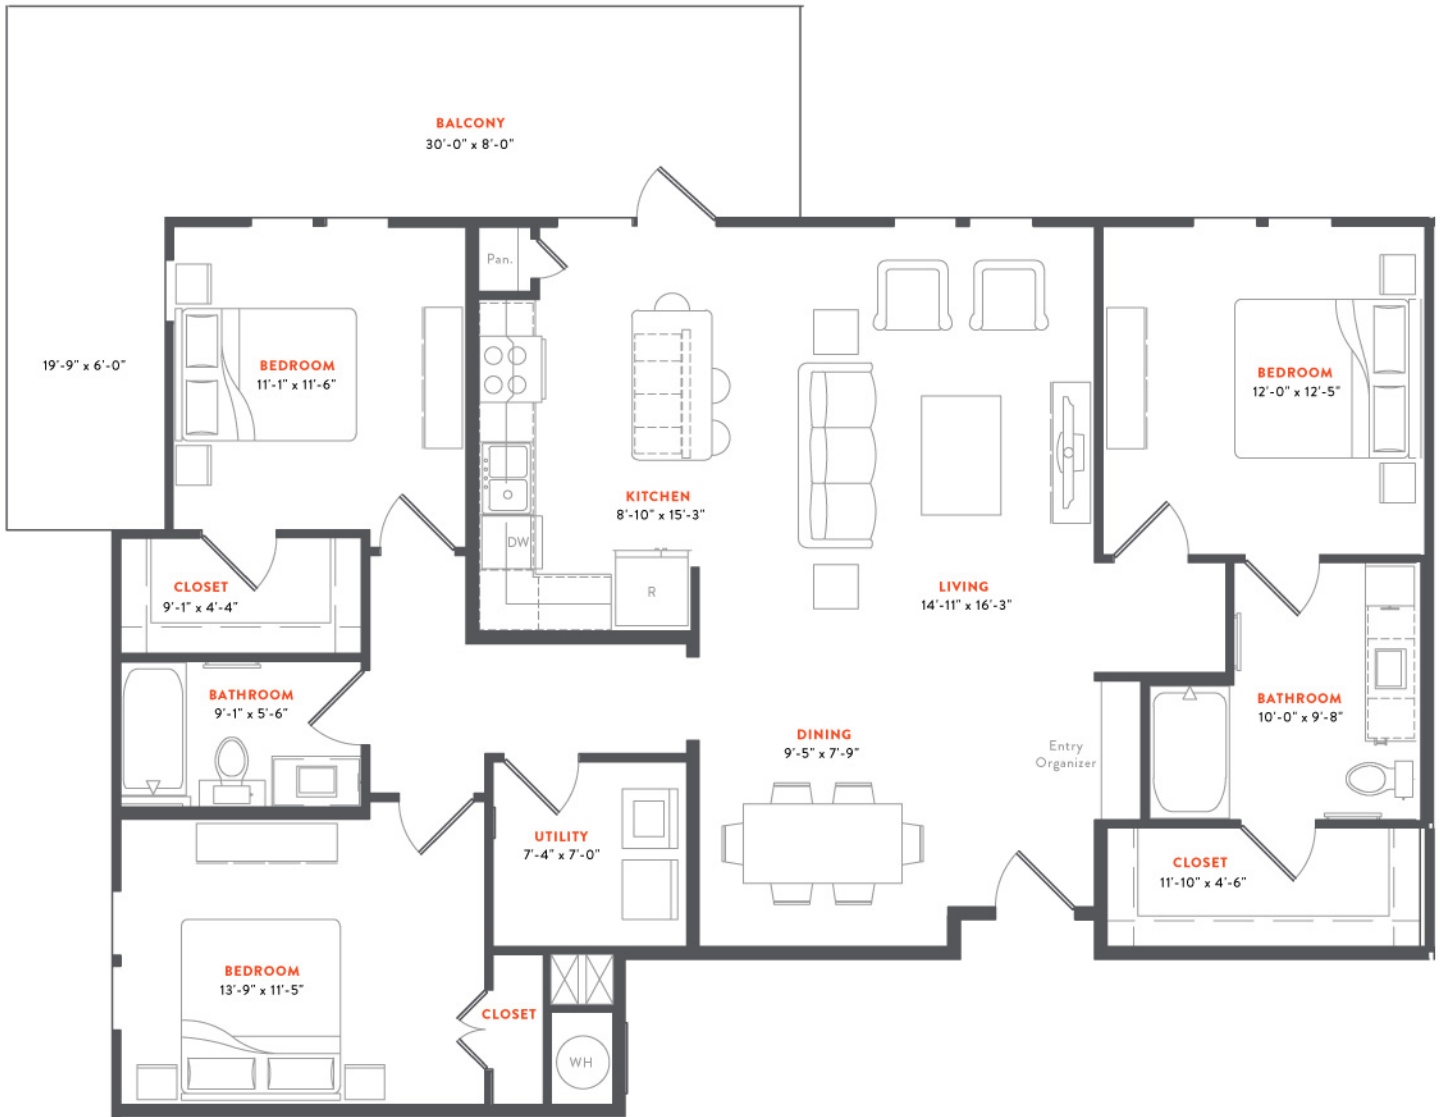 BALCONY
30'-0" x 8'-0"
19'-9" x 6'-0"
Pan.
BEDROOM
11'-1" x 11'-6"
BEDROOM
12'-0" x 12'-5"
KITCHEN
8'-10" x 15'-3"
DW
R
CLOSET
9'-1" x 4'-4"
LIVING
14'-11" x 16'-3"
BATHROOM
9'-1" x 5'-6"
BATHROOM
10'-0" x 9'-8"
DINING
9'-5" x 7'-9"
Entry
Organizer
UTILITY
7'-4" x 7'-0"
CLOSET
11'-10" x 4'-6"
BEDROOM
13'-9" x 11'-5"
CLOSET
WH